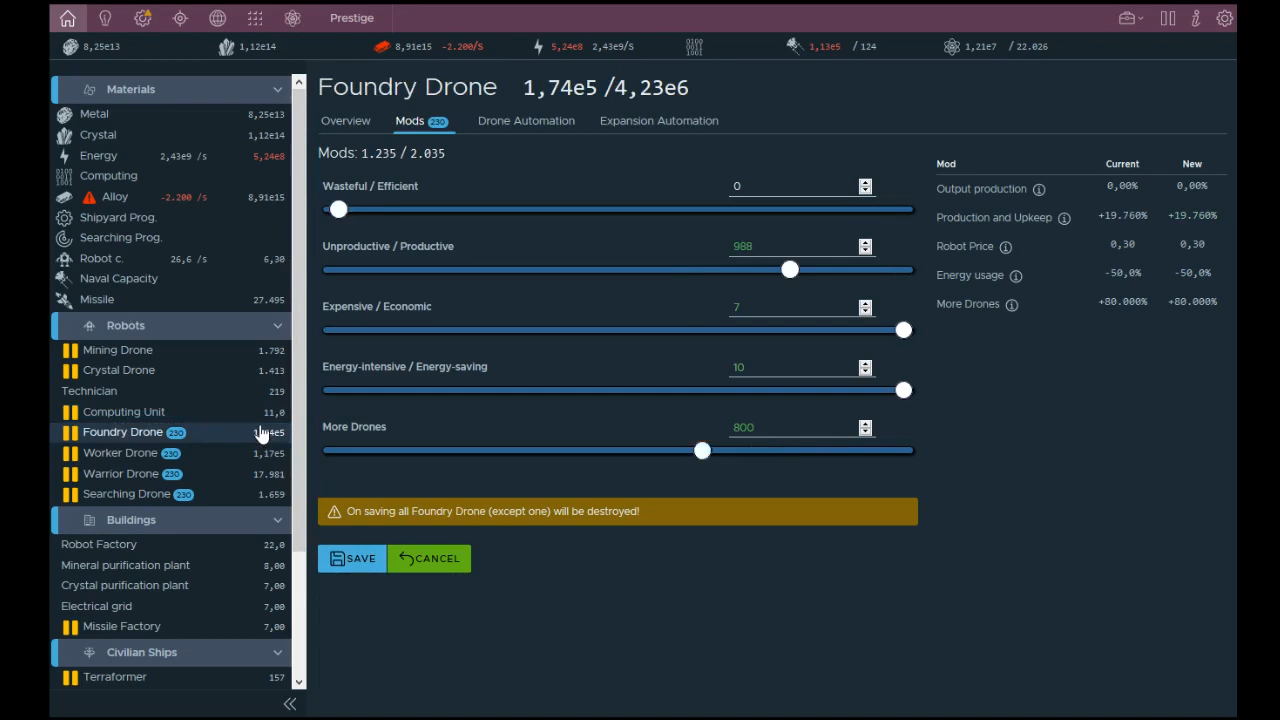 Prestige
8,25e13
1,12e14
8,91e15 -2.200/S
5,24e8 2,43e9/S
1,13e5 / 124
1,21e7 / 22.026
Materials
Metal 8,25e13
Crystal 1,12e14
Energy 2,43e9 /s 5,24e8
Computing
Alloy -2.200 /s 8,91e15
Shipyard Prog.
Searching Prog.
Robot c. 26,6 /s 6,30
Naval Capacity
Missile 27.495
Robots
Mining Drone 1.792
Crystal Drone 1.413
Technician 219
Computing Unit 11,0
Foundry Drone 230
Worker Drone 230 1,17e5
Warrior Drone 230 17.981
Searching Drone 230 1.659
Buildings
Robot Factory 22,0
Mineral purification plant 8,00
Crystal purification plant 7,00
Electrical grid 7,00
Missile Factory 7,00
Civilian Ships
Terraformer 157
Foundry Drone 1,74e5 /4,23e6
Overview Mods 230 Drone Automation Expansion Automation
Mods: 1.235 / 2.035
Wasteful / Efficient 0
Unproductive / Productive 988
Expensive / Economic 7
Energy-intensive / Energy-saving 10
More Drones 800
On saving all Foundry Drone (except one) will be destroyed!
SAVE CANCEL
Mod Current New
Output production 0,00% 0,00%
Production and Upkeep +19.760% +19.760%
Robot Price 0,30 0,30
Energy usage -50,0% -50,0%
More Drones +80.000% +80.000%